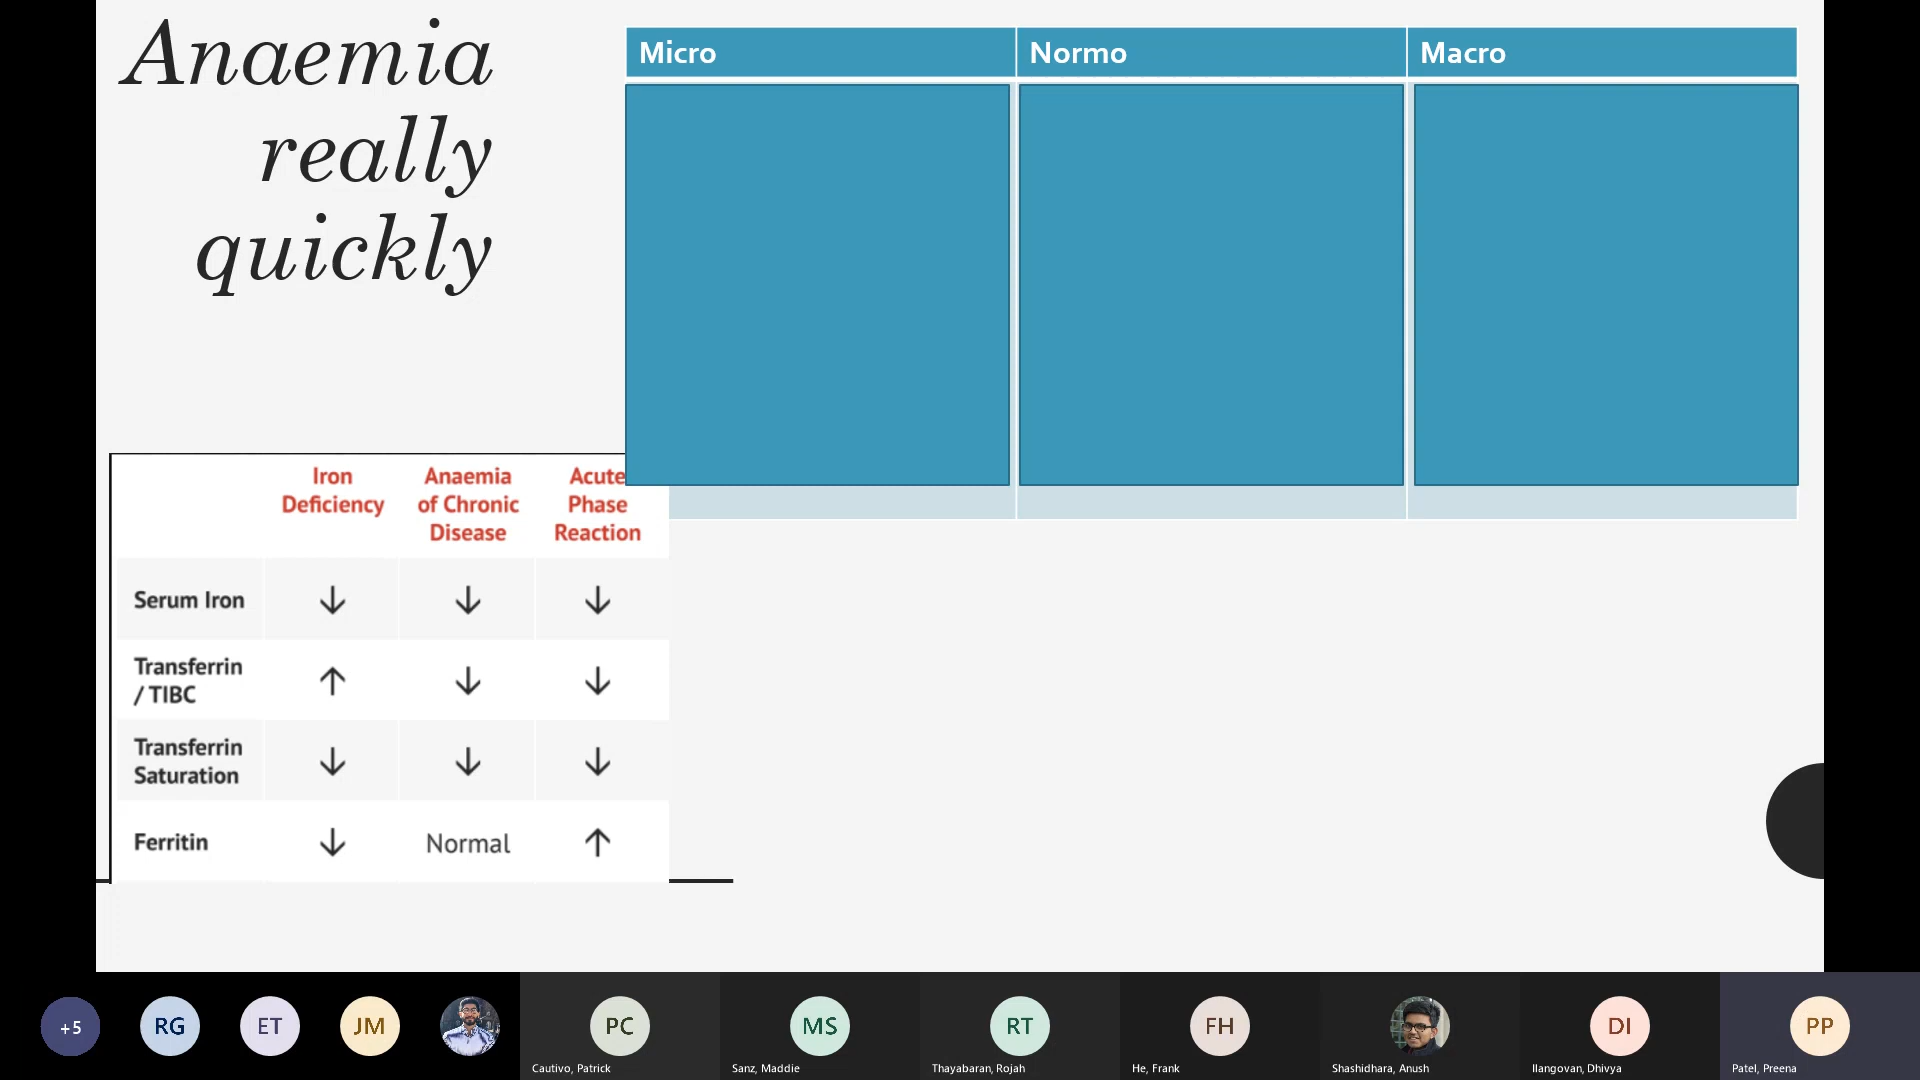 Anaemia
really
quickly
Micro Normo Macro
Iron Deficiency Anaemia of Chronic Disease Acute Phase Reaction
Serum Iron ↓ ↓ ↓
Transferrin / TIBC ↑ ↓ ↓
Transferrin Saturation ↓ ↓ ↓
Ferritin ↓ Normal ↑
+5 RG ET JM PC MS RT FH DI PP
Cautivo, Patrick Sanz, Maddie Thayabaran, Rojah He, Frank Shashidhara, Anush Ilangovan, Dhivya Patel, Preena